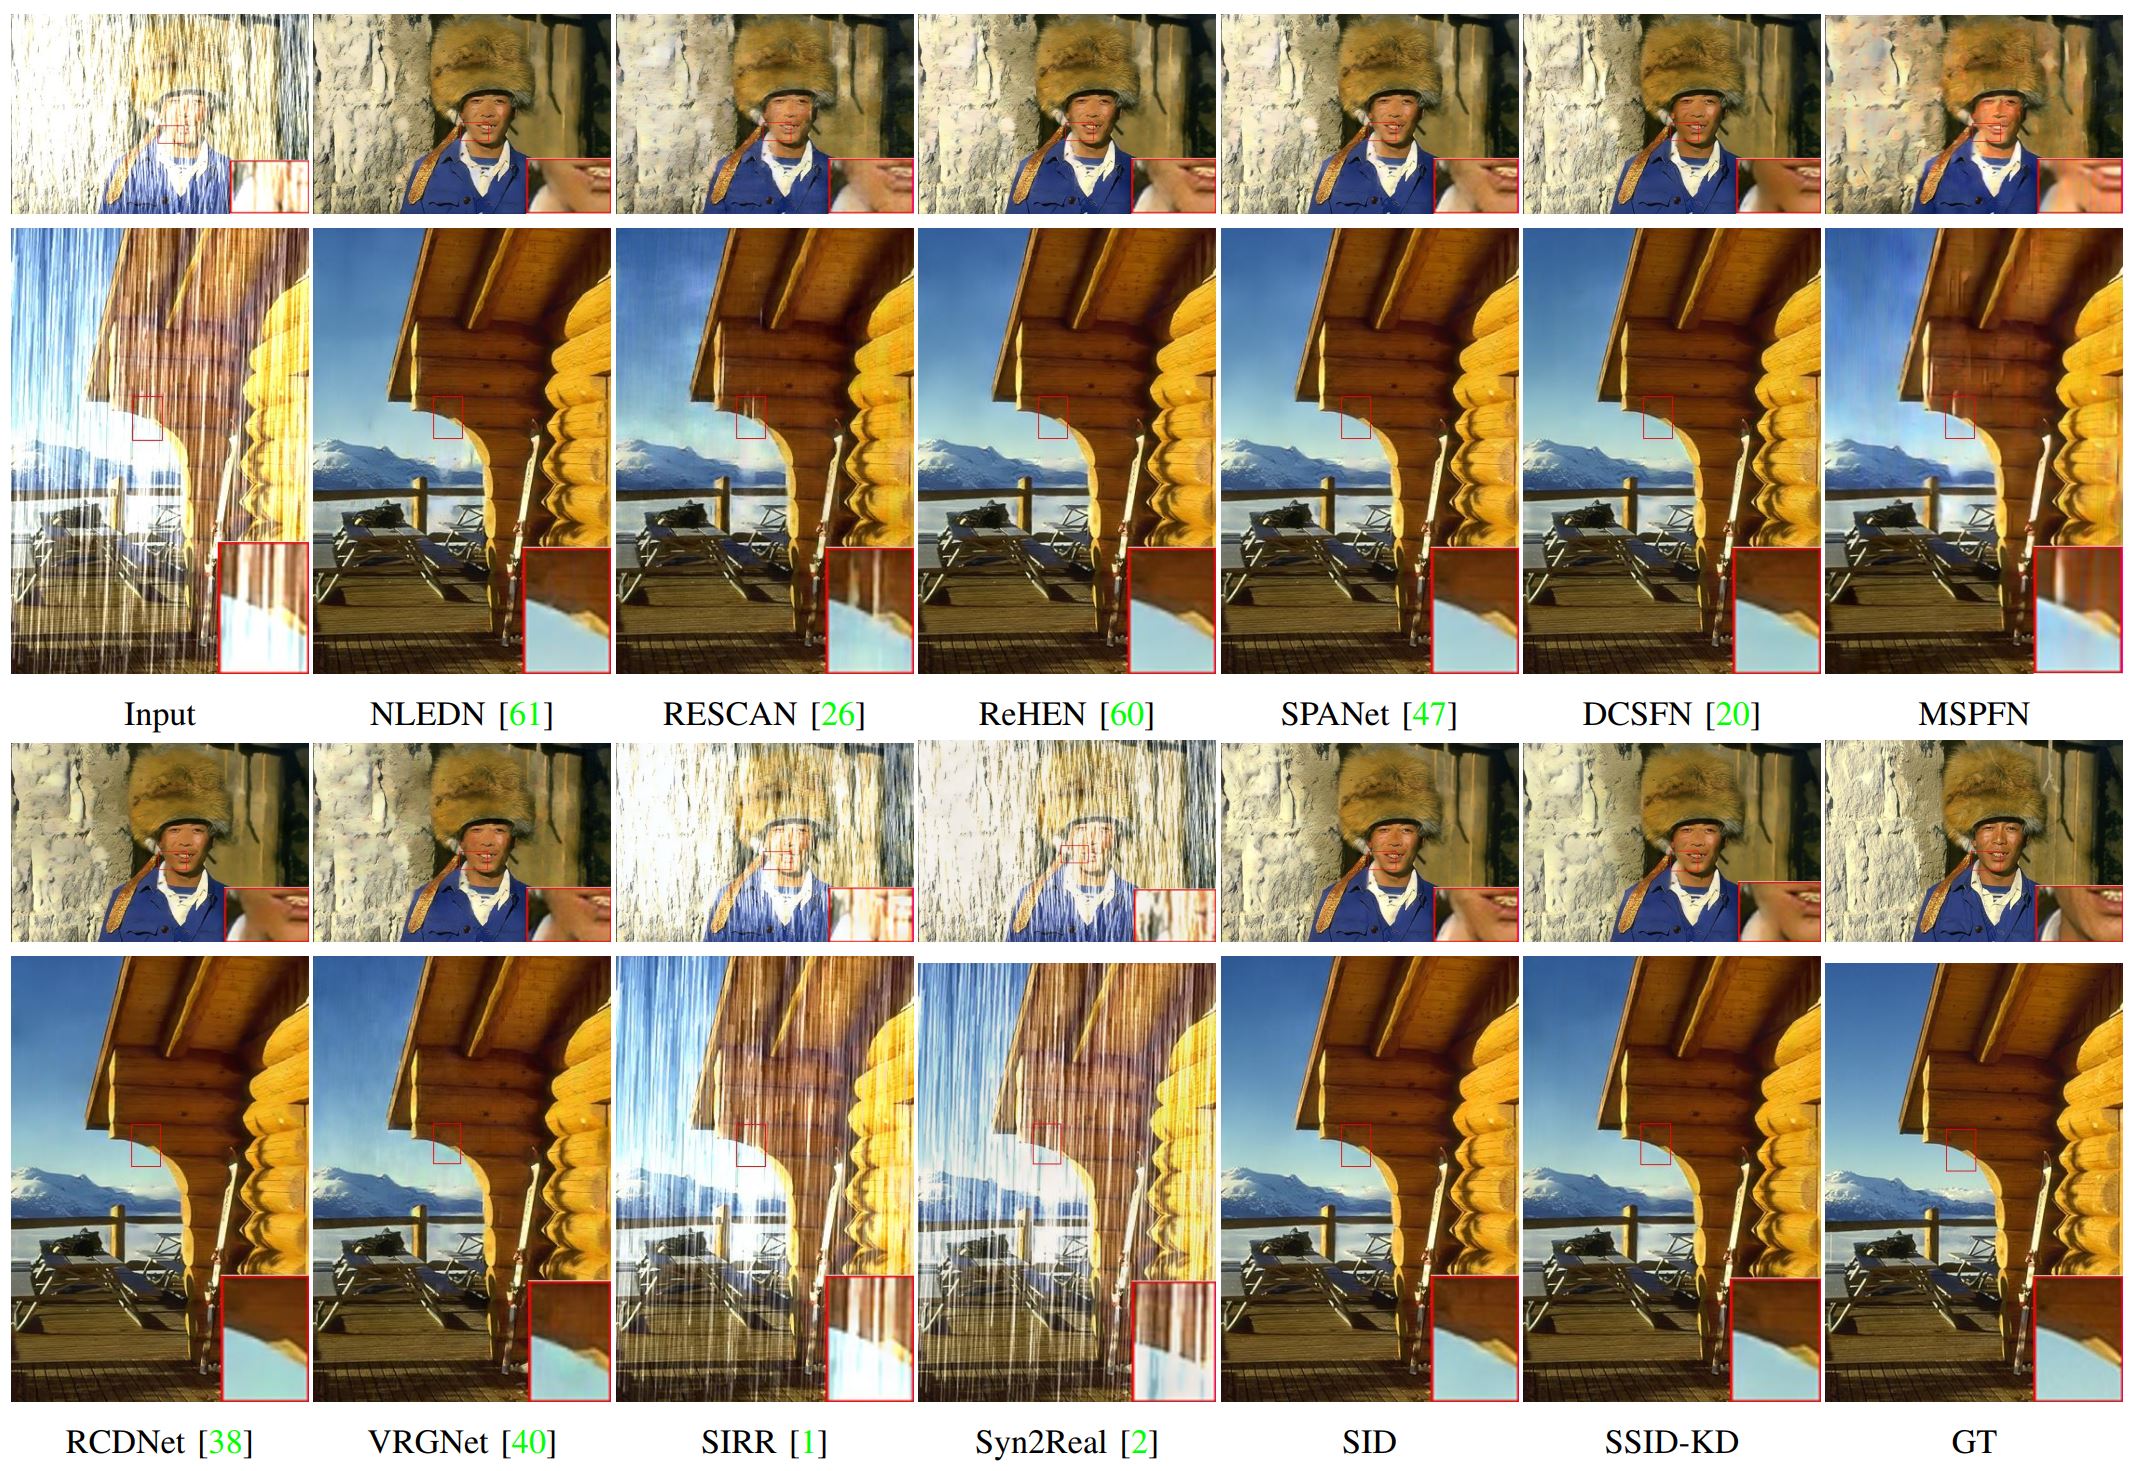 Input NLEDN [61] RESCAN [26] ReHEN [60] SPANet [47] DCSFN [20] MSPFN
RCDNet [38] VRGNet [40] SIRR [1] Syn2Real [2] SID SSID-KD GT